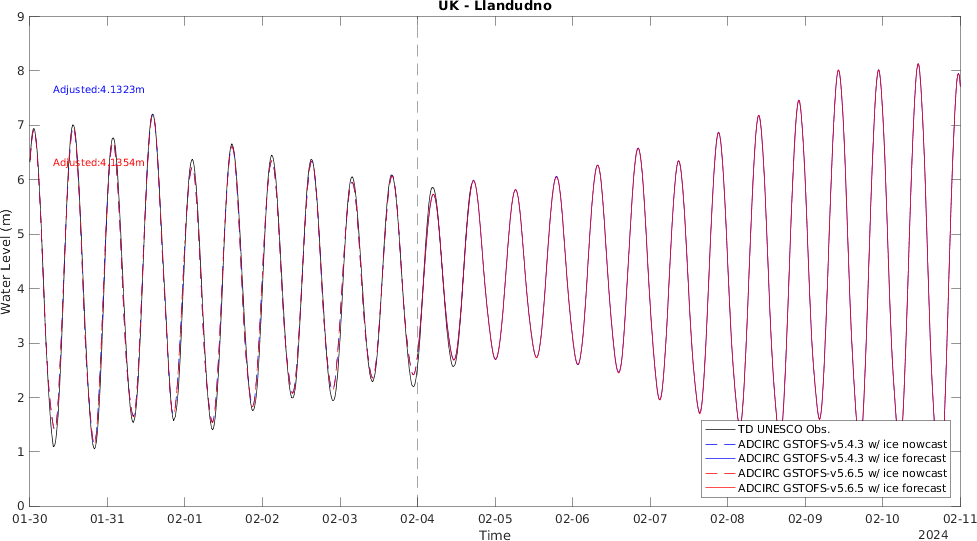 UK - Llandudno
9
8
7
6
5
4
3
2
1
0
Water Level (m)
Adjusted:4.1323m
Adjusted:4.1354m
TD UNESCO Obs.
ADCIRC GSTOFS-v5.4.3 w/ ice nowcast
ADCIRC GSTOFS-v5.4.3 w/ ice forecast
ADCIRC GSTOFS-v5.6.5 w/ ice nowcast
ADCIRC GSTOFS-v5.6.5 w/ ice forecast
01-30 01-31 02-01 02-02 02-03 02-04 02-05 02-06 02-07 02-08 02-09 02-10 02-11
Time
2024